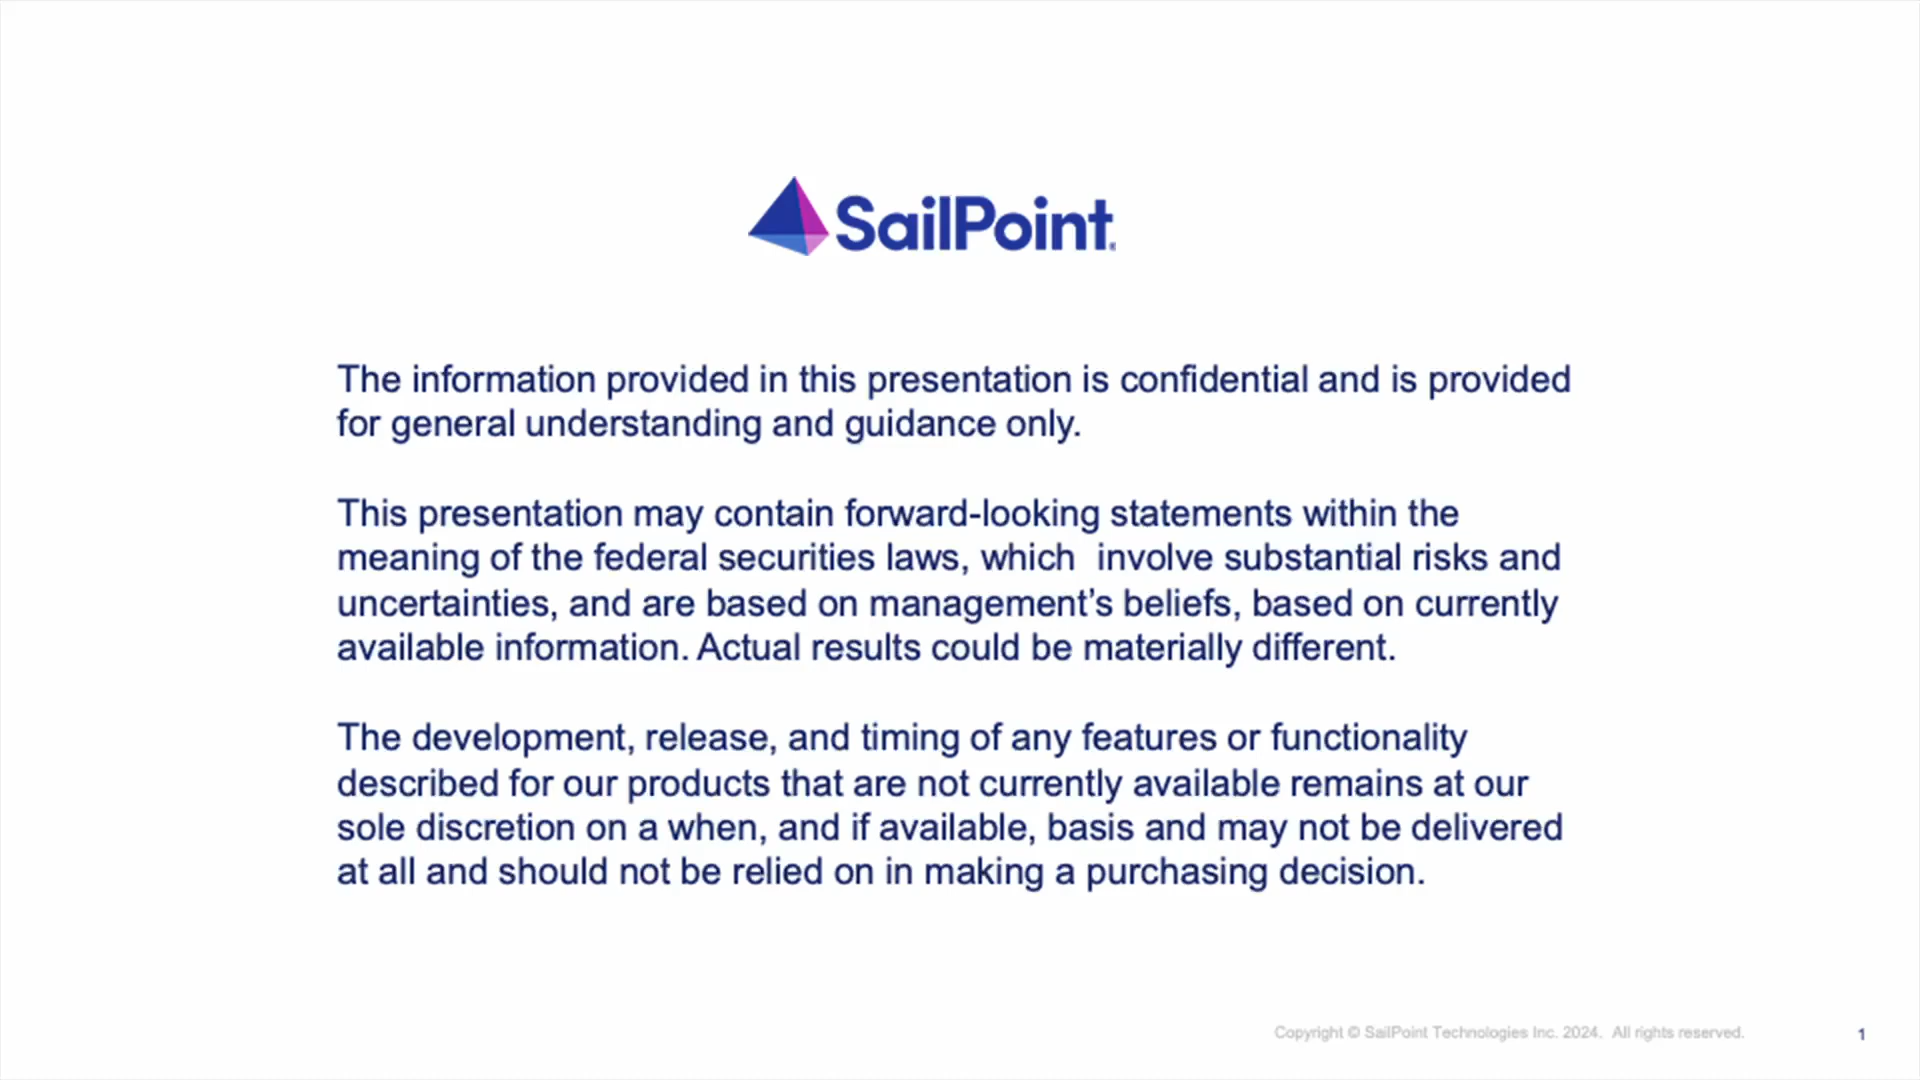 SailPoint®
The information provided in this presentation is confidential and is provided
for general understanding and guidance only.
This presentation may contain forward-looking statements within the
meaning of the federal securities laws, which  involve substantial risks and
uncertainties, and are based on management’s beliefs, based on currently
available information. Actual results could be materially different.
The development, release, and timing of any features or functionality
described for our products that are not currently available remains at our
sole discretion on a when, and if available, basis and may not be delivered
at all and should not be relied on in making a purchasing decision.
Copyright © SailPoint Technologies Inc. 2024.  All rights reserved.
1